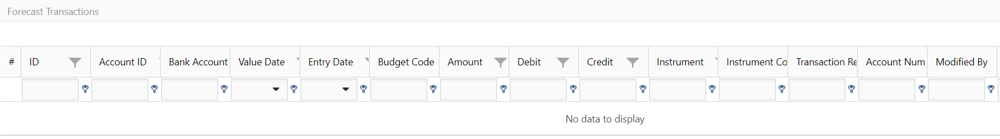 Forecast Transactions
# ID Account ID Bank Account Value Date Entry Date Budget Code Amount Debit Credit Instrument Instrument Co Transaction Re Account Num Modified By
No data to display